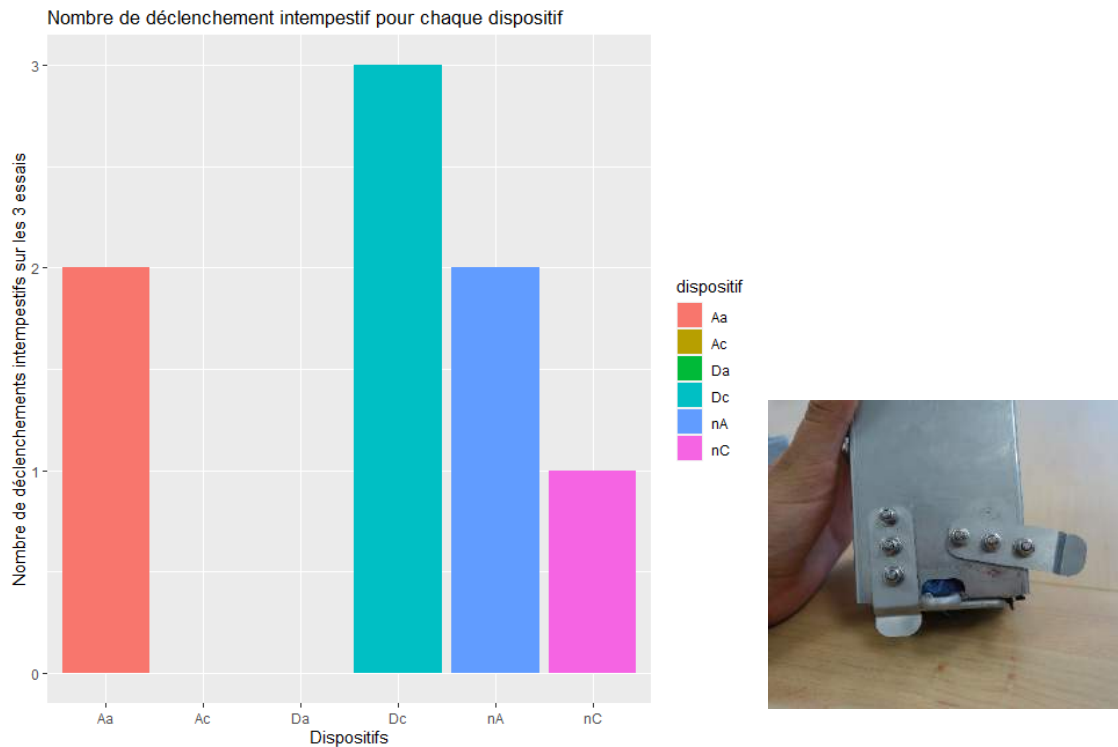 Nombre de déclenchement intempestif pour chaque dispositif
Nombre de déclenchements intempestifs sur les 3 essais
3
2
1
0
Aa Ac Da Dc nA nC
Dispositifs
dispositif
Aa
Ac
Da
Dc
nA
nC